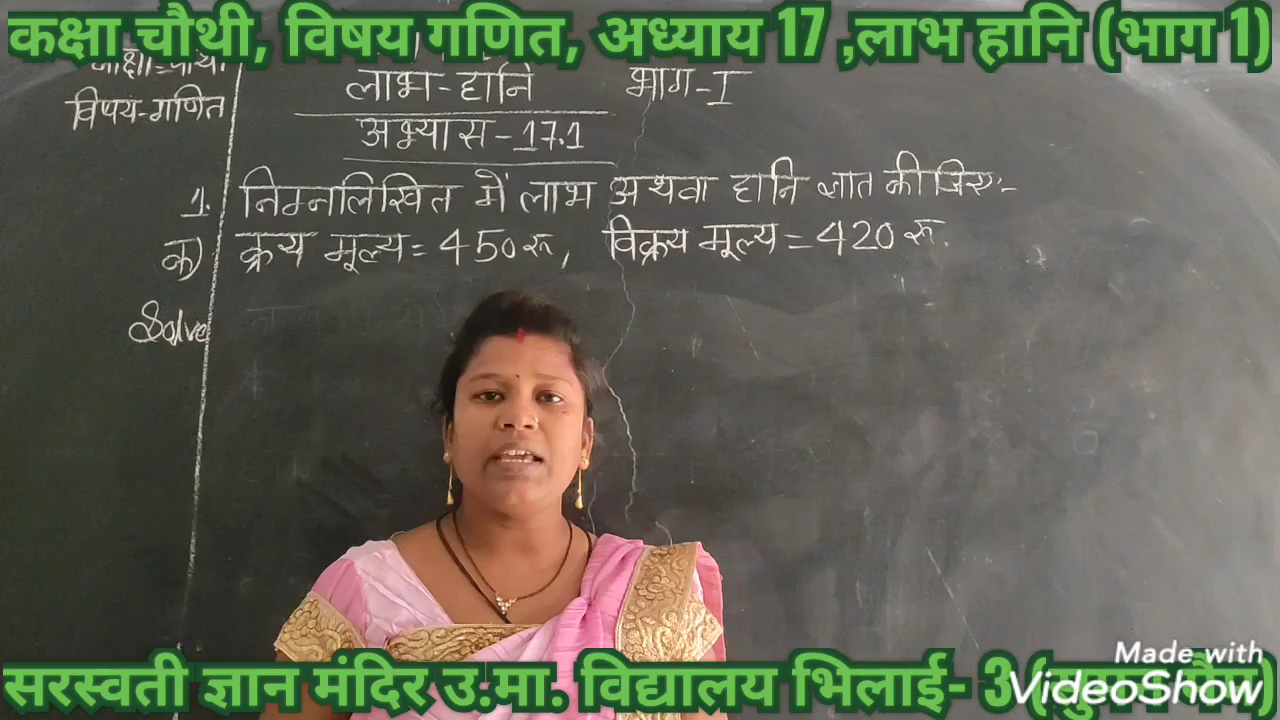 कक्षा चौथी, विषय गणित, अध्याय 17 ,लाभ हानि (भाग 1)
लाभ-हानि भाग-I
विषय-गणित
अभ्यास-17.1
1. निम्नलिखित में लाभ अथवा हानि ज्ञात कीजिए:-
क) क्रय मूल्य = 450 रू, विक्रय मूल्य = 420 रू.
Solve
Made with
VideoShow
सरस्वती ज्ञान मंदिर उ.मा. विद्यालय भिलाई- 3